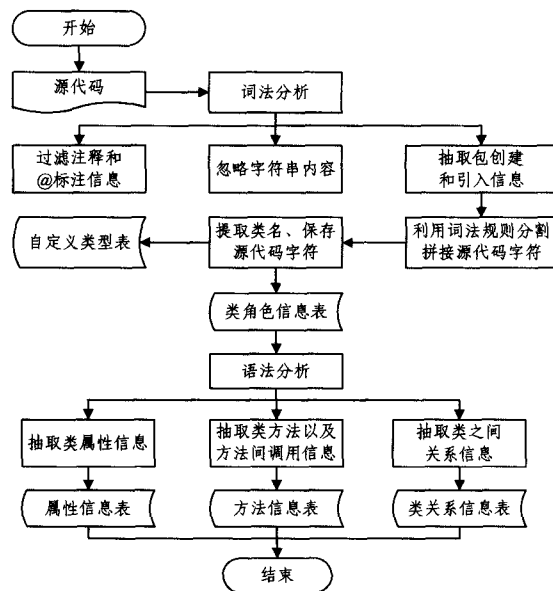 开始
源代码
词法分析
过滤注释和
@标注信息
忽略字符串内容
抽取包创建
和引入信息
自定义类型表
提取类名、保存
源代码字符
利用词法规则分割
拼接源代码字符
类角色信息表
语法分析
抽取类属性信息
抽取类方法以及
方法间调用信息
抽取类之间
关系信息
属性信息表
方法信息表
类关系信息表
结束